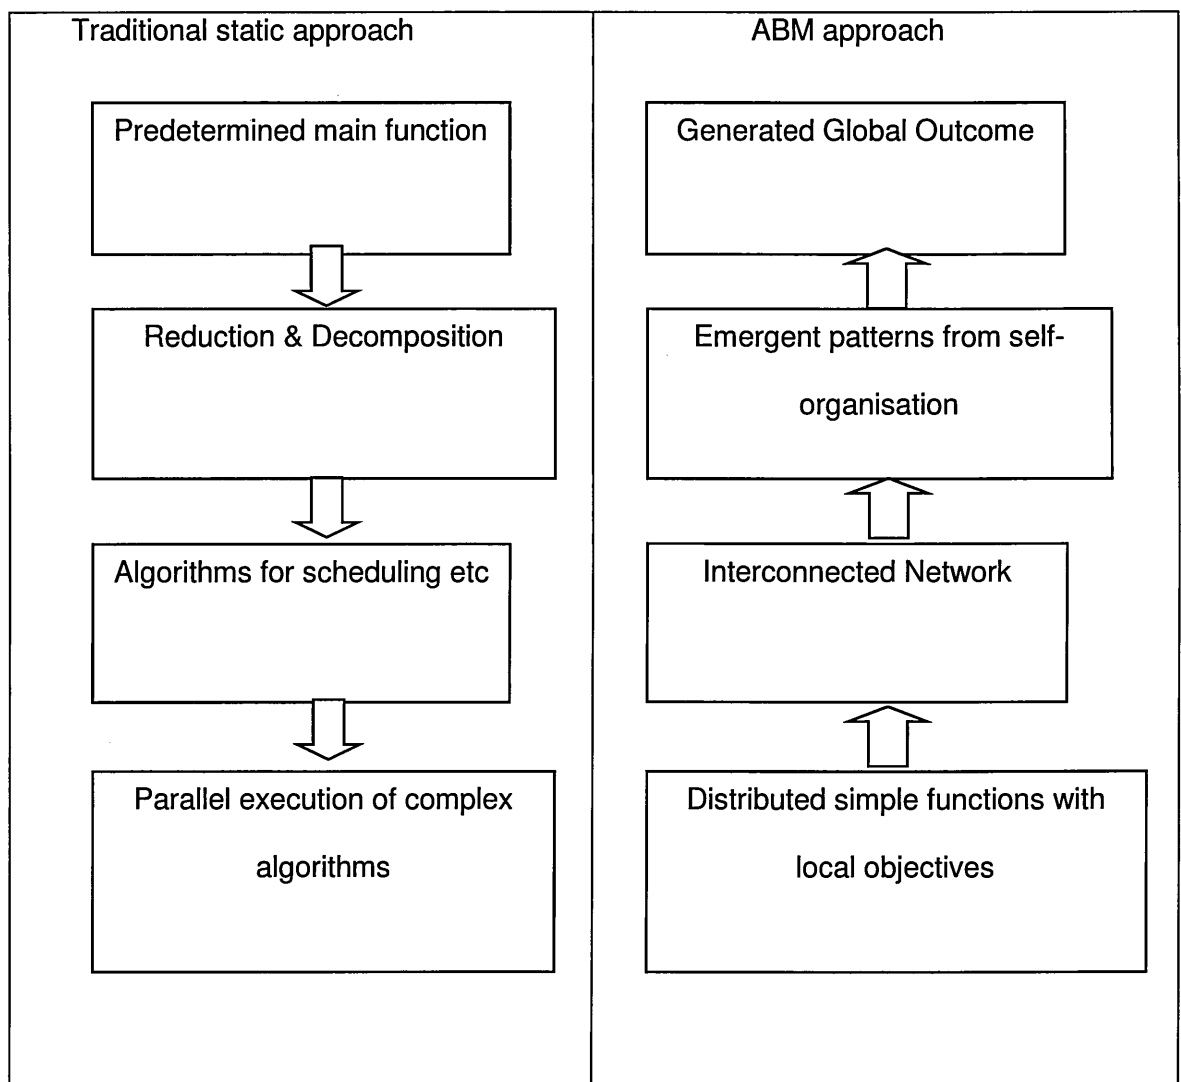 Traditional static approach
Predetermined main function
Reduction & Decomposition
Algorithms for scheduling etc
Parallel execution of complex
algorithms
ABM approach
Generated Global Outcome
Emergent patterns from self-
organisation
Interconnected Network
Distributed simple functions with
local objectives